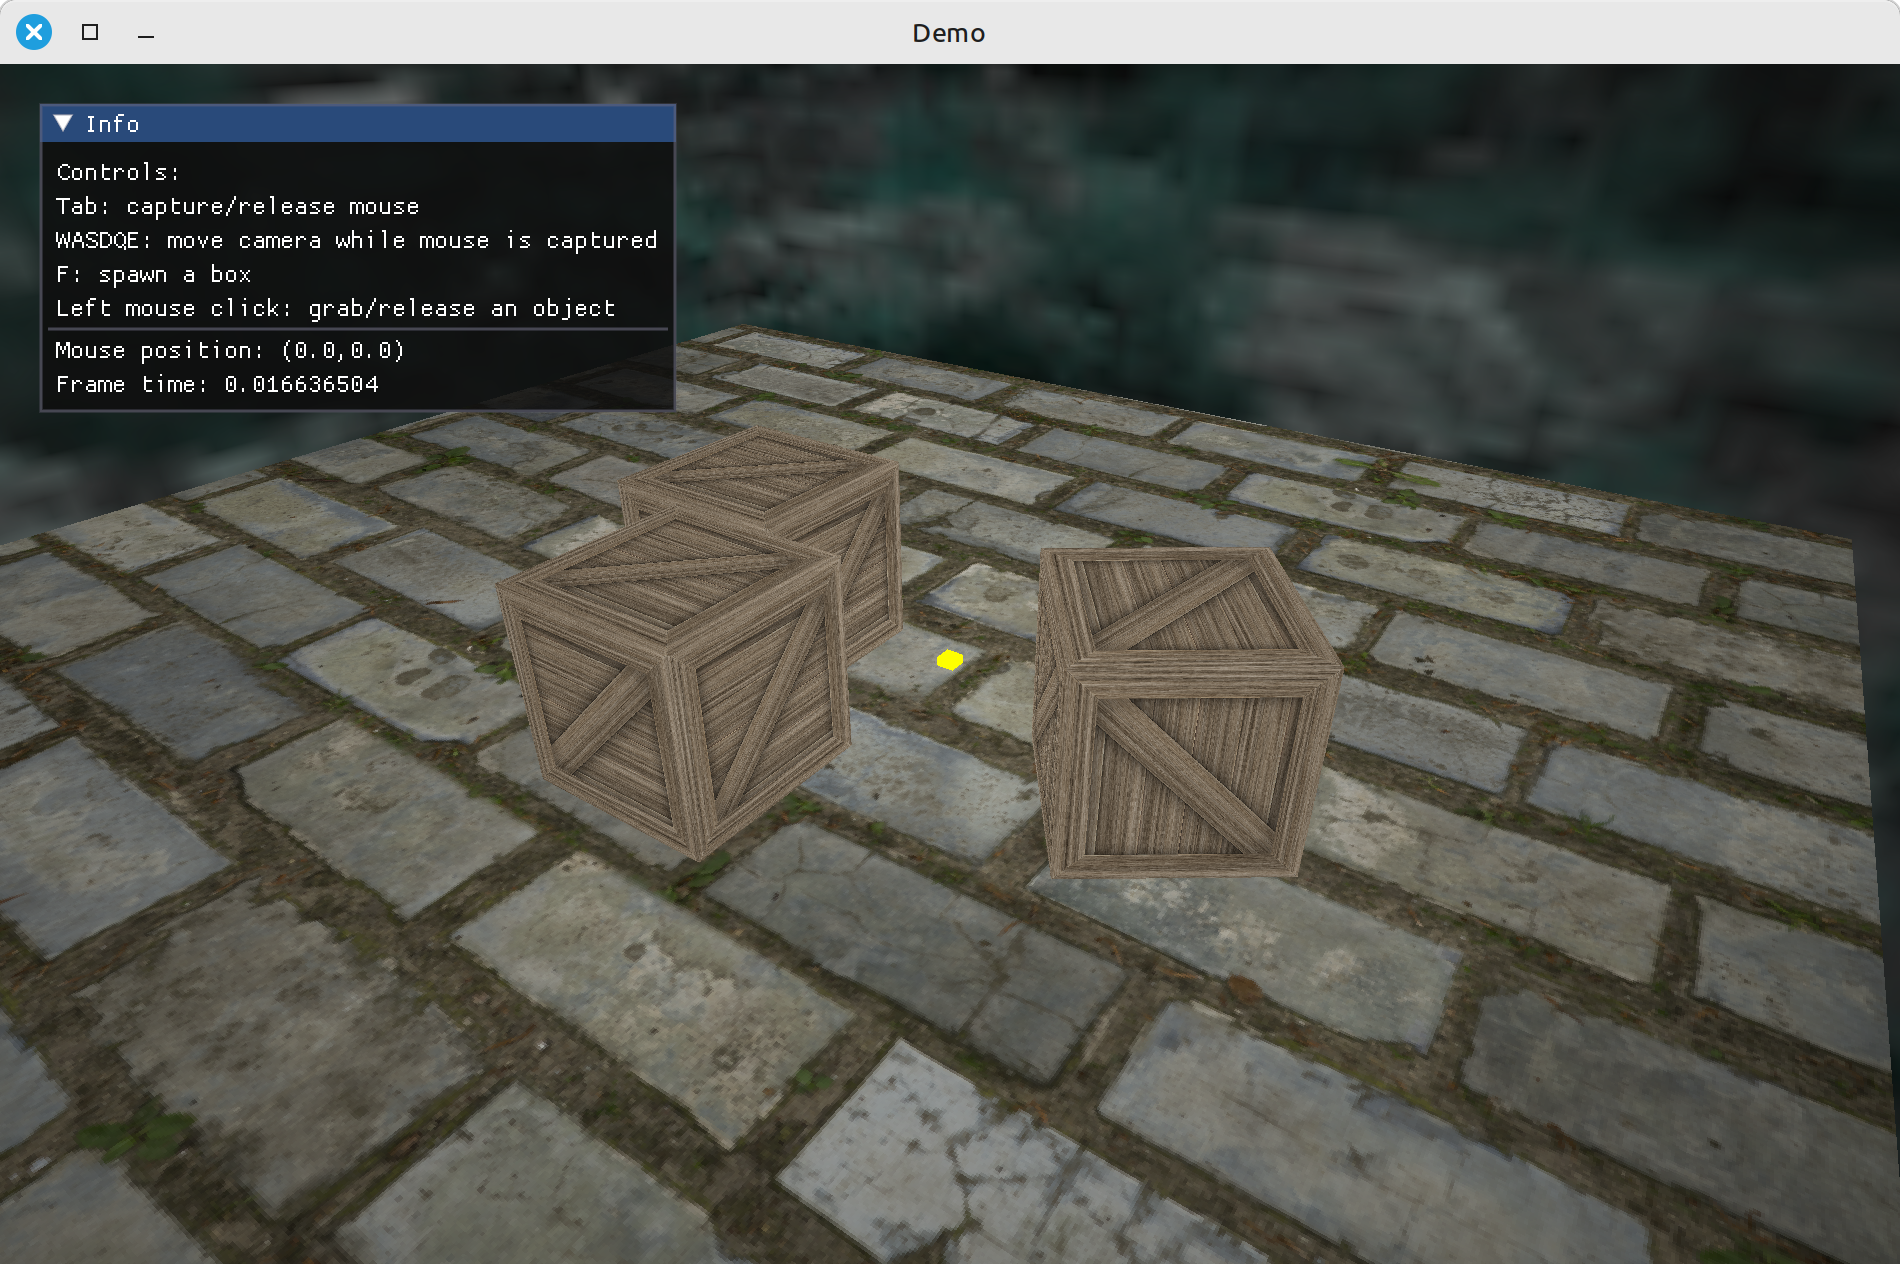 Demo
Info
Controls:
Tab: capture/release mouse
WASDQE: move camera while mouse is captured
F: spawn a box
Left mouse click: grab/release an object
Mouse position: (0.0,0.0)
Frame time: 0.016636504